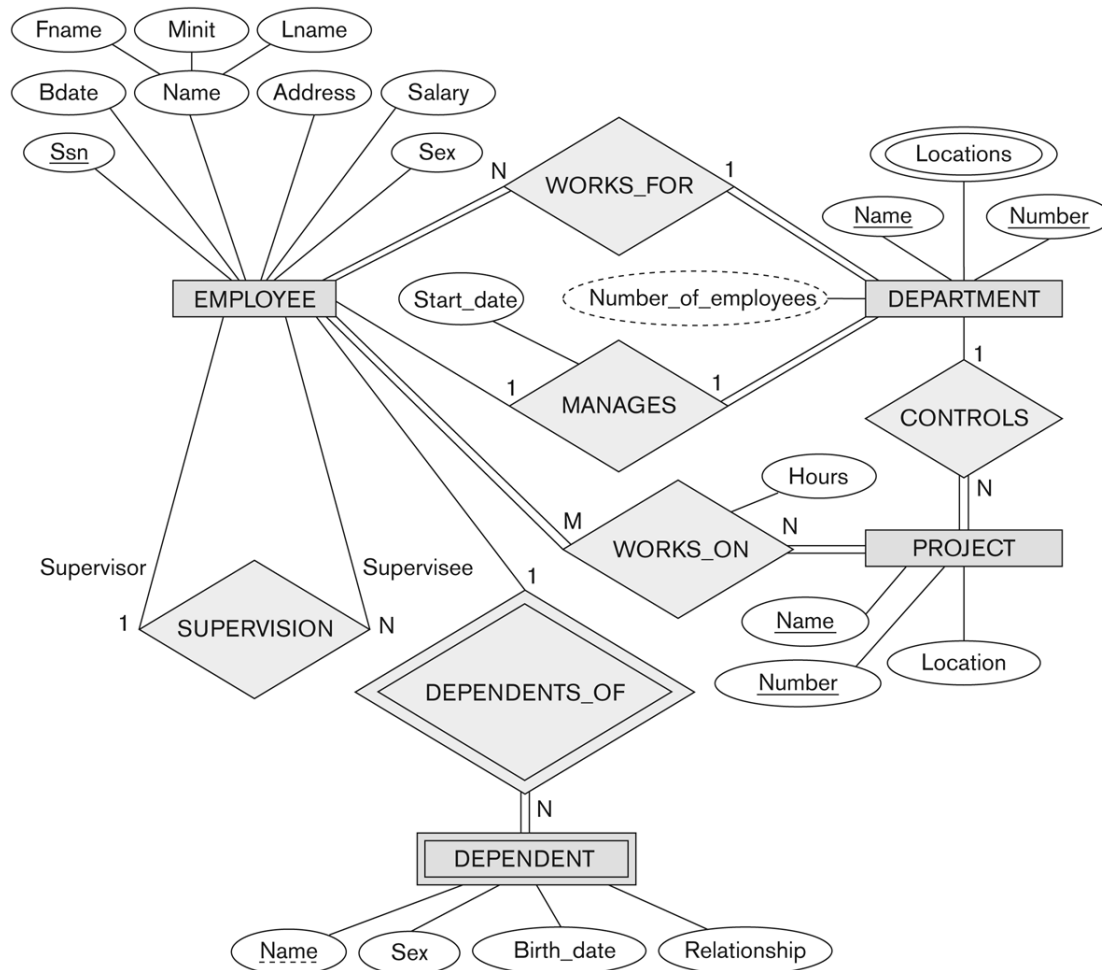 Fname
Minit
Lname
Bdate
Name
Address
Salary
Ssn
Sex
N
WORKS_FOR
1
Locations
Name
Number
EMPLOYEE
Start_date
Number_of_employees
DEPARTMENT
1
MANAGES
1
1
CONTROLS
N
Hours
M
WORKS_ON
N
PROJECT
Supervisor
Supervisee
1
SUPERVISION
N
1
Name
Number
Location
DEPENDENTS_OF
N
DEPENDENT
Name
Sex
Birth_date
Relationship